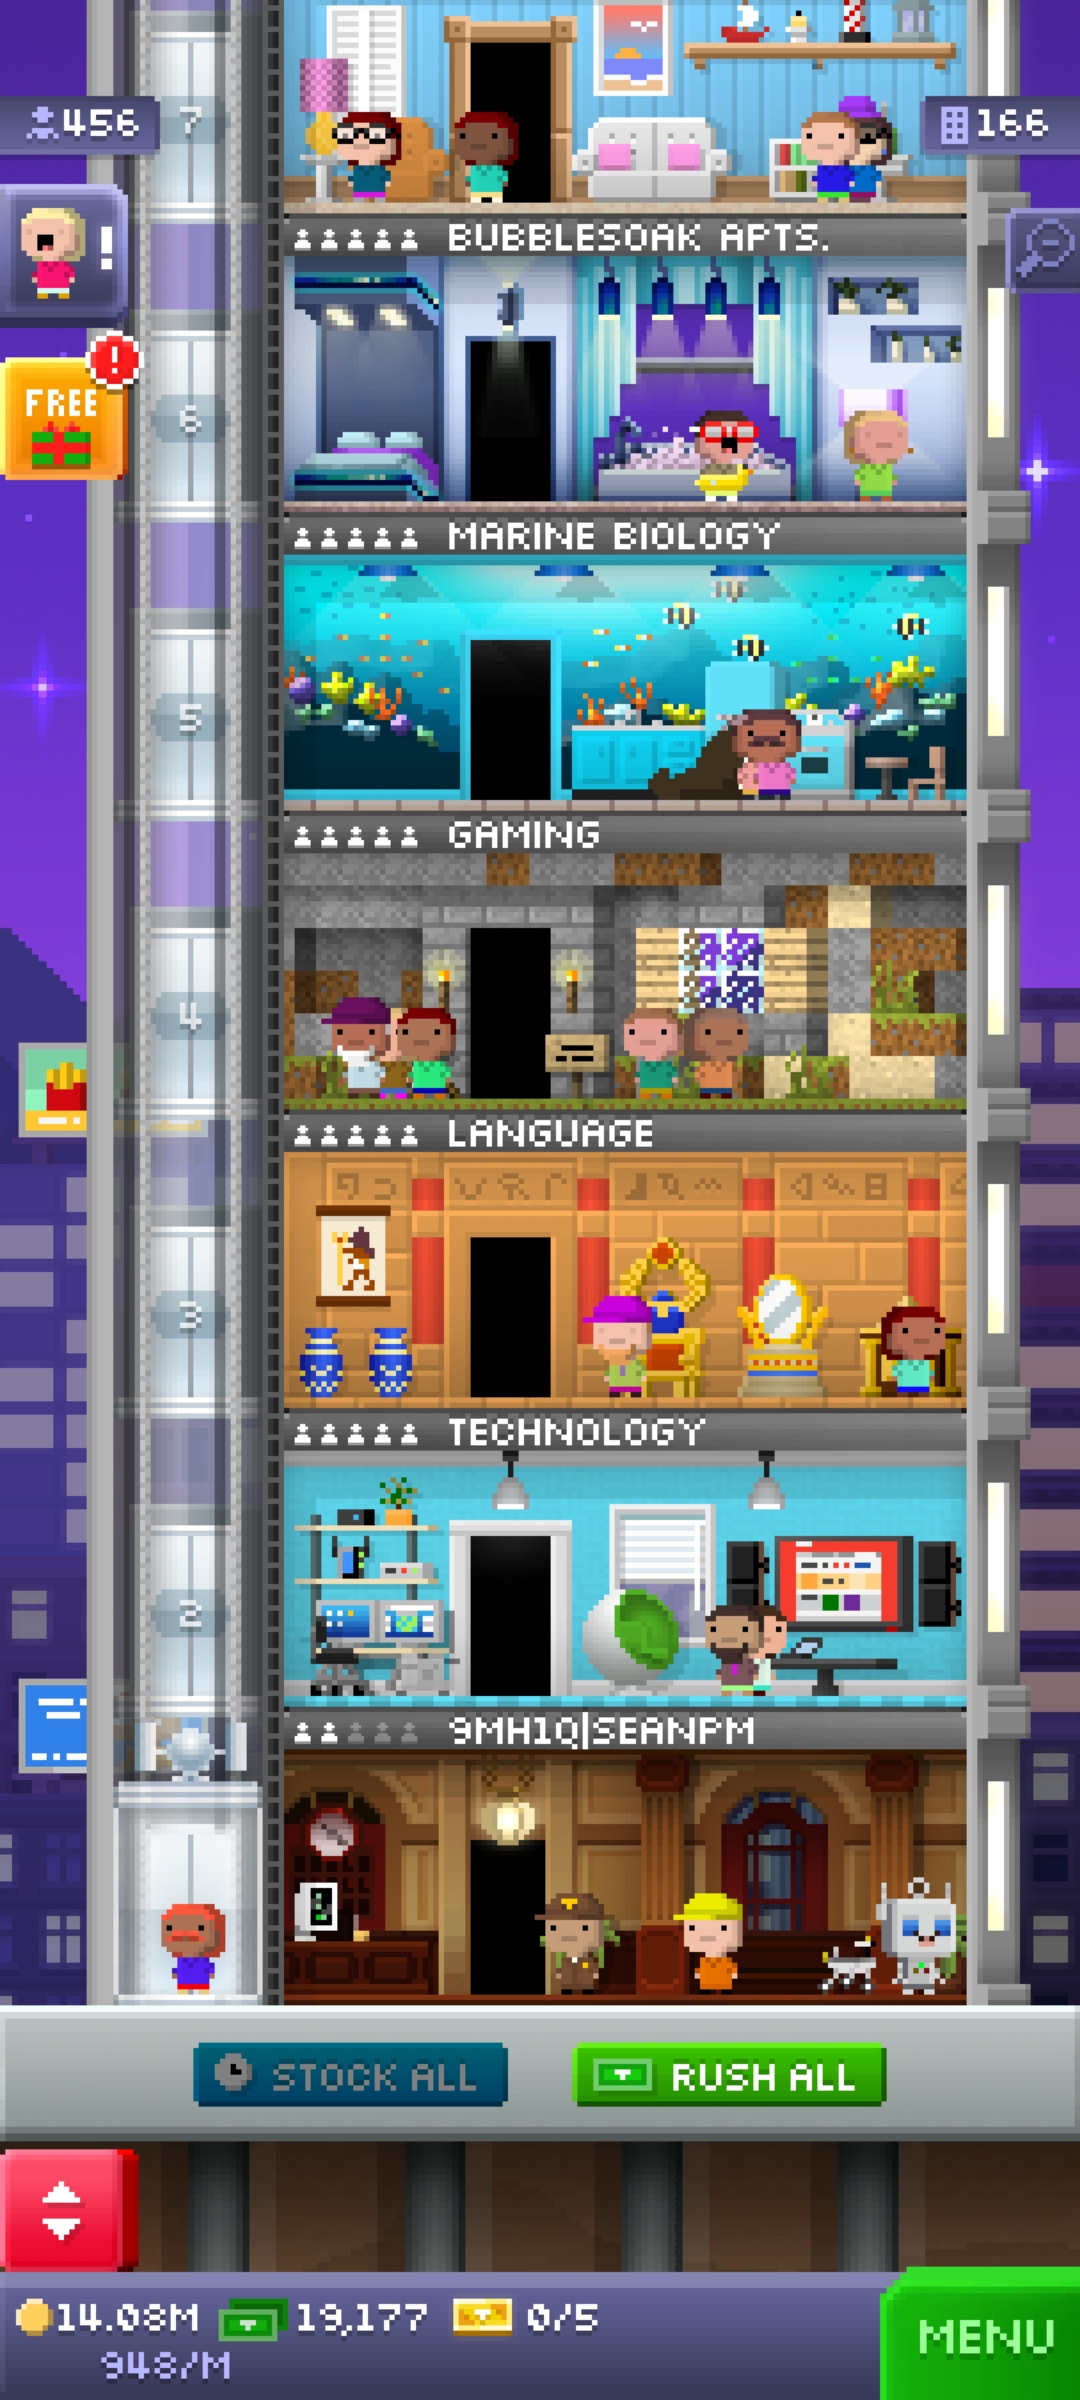 7
456
166
BUBBLESOAK APTS.
!
!
FREE
6
MARINE BIOLOGY
5
GAMING
4
LANGUAGE
3
TECHNOLOGY
2
9MH1Q|SEANPM
STOCK ALL
RUSH ALL
14.08M
19,177
0/5
948/M
MENU